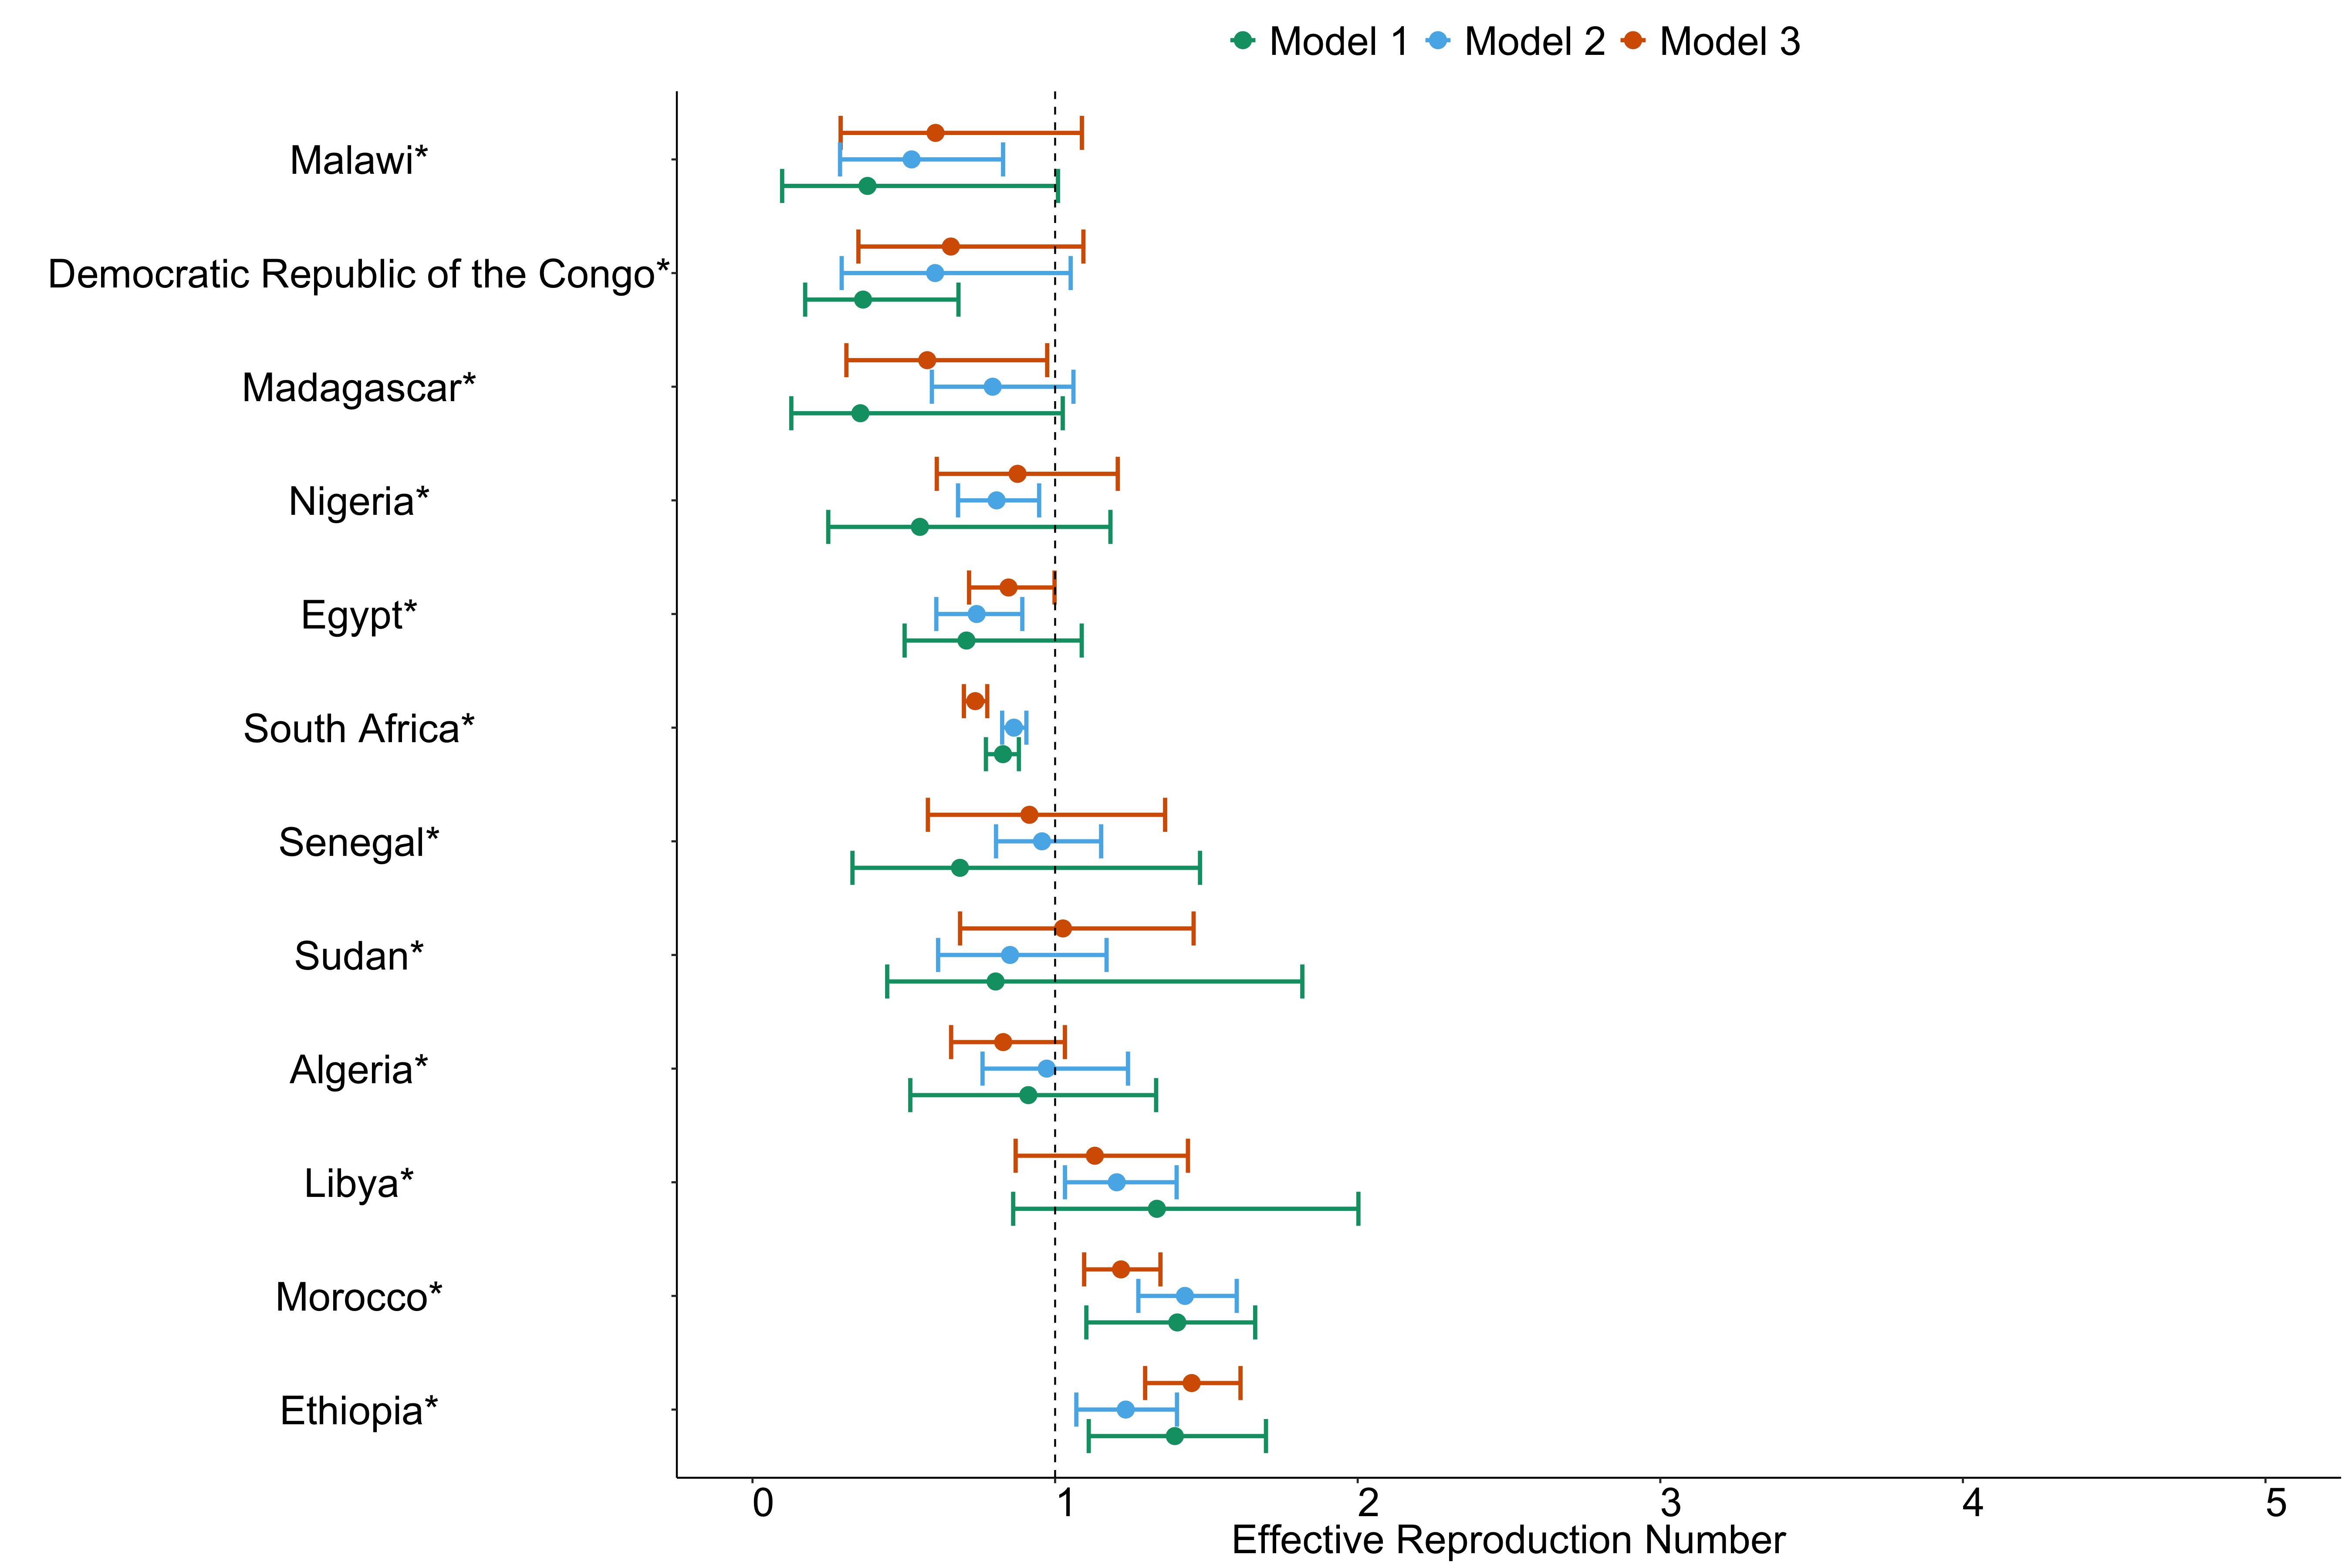 Model 1 Model 2 Model 3
Malawi*
Democratic Republic of the Congo*
Madagascar*
Nigeria*
Egypt*
South Africa*
Senegal*
Sudan*
Algeria*
Libya*
Morocco*
Ethiopia*
0 1 2 3 4 5
Effective Reproduction Number